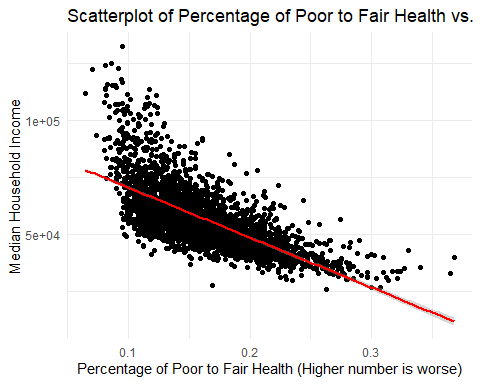 Scatterplot of Percentage of Poor to Fair Health vs.
Median Household Income
1e+05
5e+04
0.1
0.2
0.3
Percentage of Poor to Fair Health (Higher number is worse)